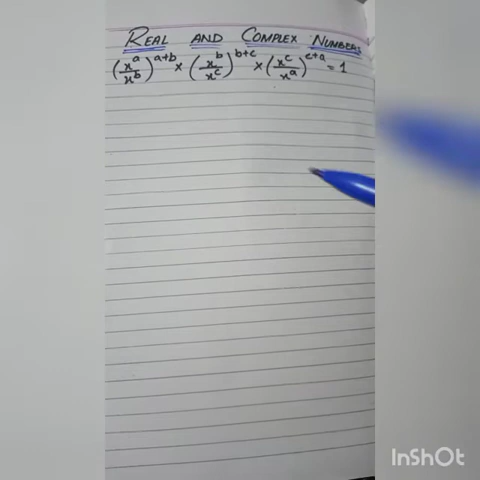 REAL AND COMPLEX NUMBERS
(x^a/x^b)^{a+b} × (x^b/x^c)^{b+c} × (x^c/x^a)^{c+a} = 1
InShOt